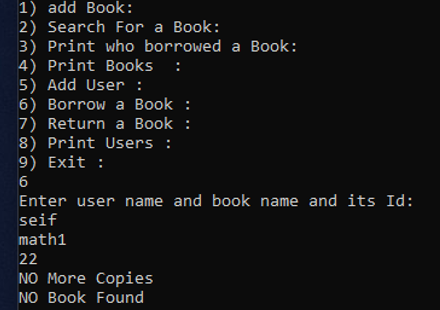 1) add Book:
2) Search For a Book:
3) Print who borrowed a Book:
4) Print Books  :
5) Add User :
6) Borrow a Book :
7) Return a Book :
8) Print Users :
9) Exit :
6
Enter user name and book name and its Id:
seif
math1
22
NO More Copies
NO Book Found